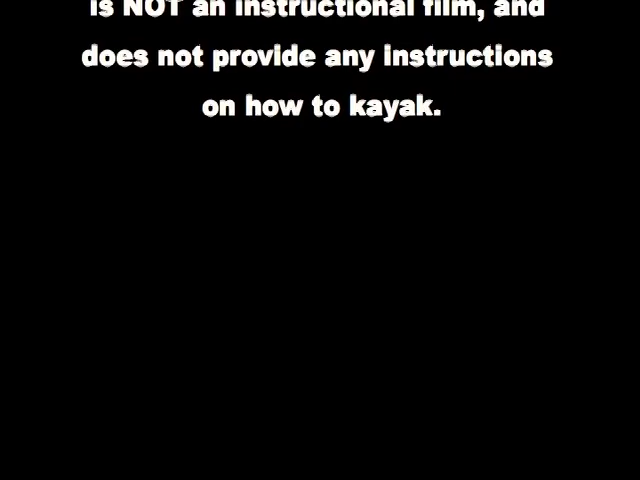 is NOT an instructional film, and
does not provide any instructions
on how to kayak.